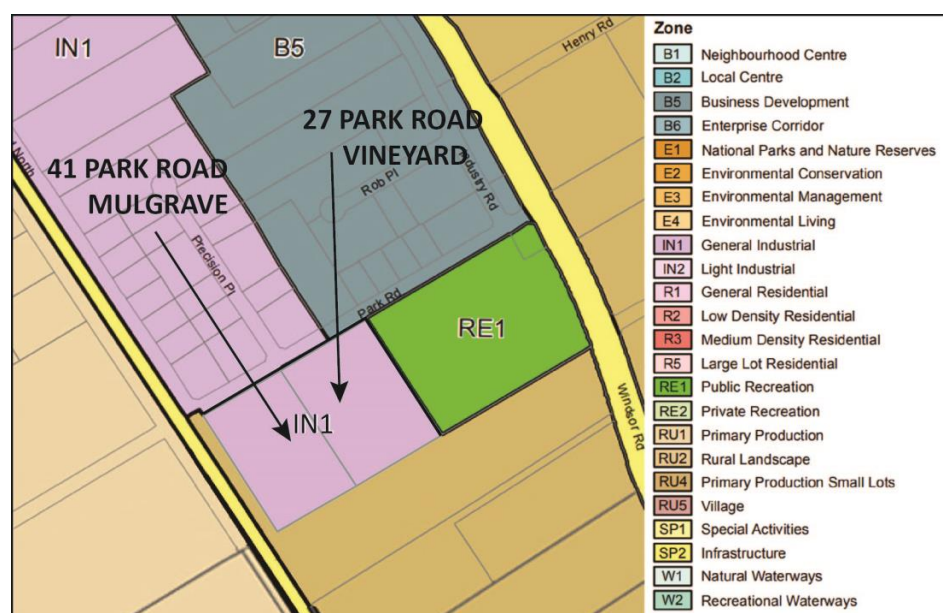 IN1
B5
Henry Rd
27 PARK ROAD
VINEYARD
41 PARK ROAD
MULGRAVE
North
Industry Rd
Rob Pl
Precision Pl
Park Rd
RE1
IN1
Windsor Rd
Zone
B1 Neighbourhood Centre
B2 Local Centre
B5 Business Development
B6 Enterprise Corridor
E1 National Parks and Nature Reserves
E2 Environmental Conservation
E3 Environmental Management
E4 Environmental Living
IN1 General Industrial
IN2 Light Industrial
R1 General Residential
R2 Low Density Residential
R3 Medium Density Residential
R5 Large Lot Residential
RE1 Public Recreation
RE2 Private Recreation
RU1 Primary Production
RU2 Rural Landscape
RU4 Primary Production Small Lots
RU5 Village
SP1 Special Activities
SP2 Infrastructure
W1 Natural Waterways
W2 Recreational Waterways